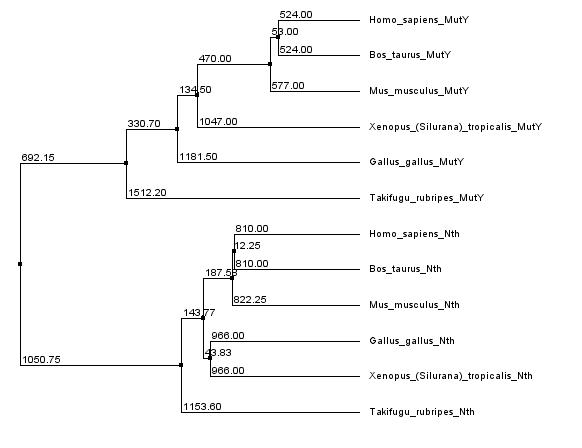 524.00
Homo_sapiens_MutY
53.00
524.00
Bos_taurus_MutY
470.00
577.00
Mus_musculus_MutY
134.50
1047.00
Xenopus_(Silurana)_tropicalis_MutY
330.70
1181.50
Gallus_gallus_MutY
692.15
1512.20
Takifugu_rubripes_MutY
810.00
Homo_sapiens_Nth
12.25
810.00
Bos_taurus_Nth
187.58
822.25
Mus_musculus_Nth
143.77
966.00
Gallus_gallus_Nth
43.83
966.00
Xenopus_(Silurana)_tropicalis_Nth
1050.75
1153.60
Takifugu_rubripes_Nth